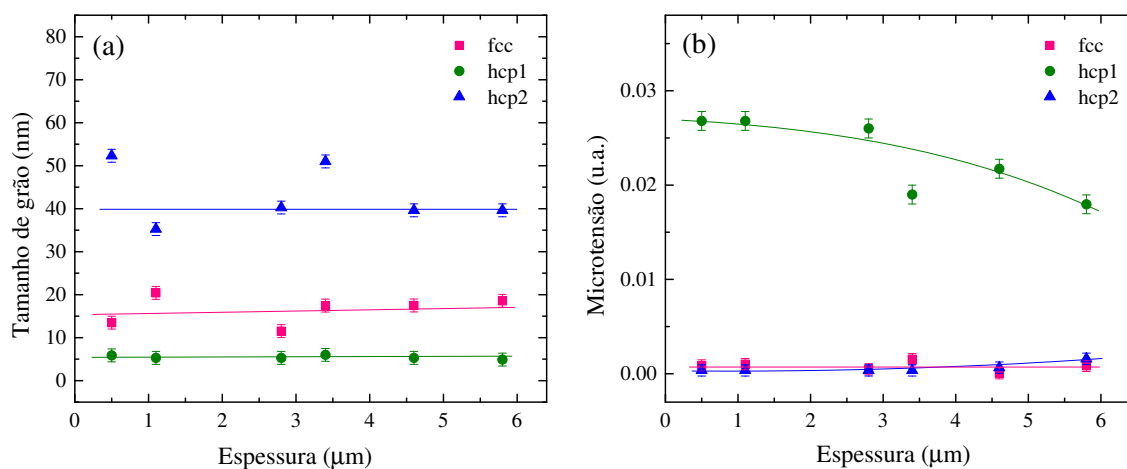 (a)
fcc
hcp1
hcp2
80
70
60
50
40
30
20
10
0
Tamanho de grão (nm)
0 1 2 3 4 5 6
Espessura (μm)
(b)
fcc
hcp1
hcp2
0.03
0.02
0.01
0.00
Microtensão (u.a.)
0 1 2 3 4 5 6
Espessura (μm)